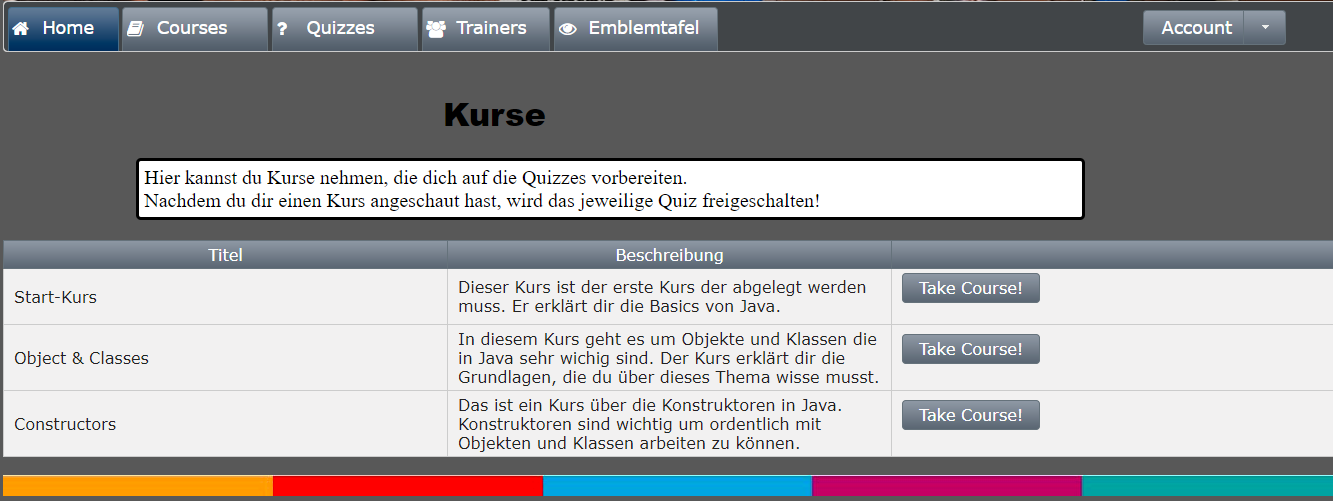 Home Courses Quizzes Trainers Emblemtafel Account
Kurse
Hier kannst du Kurse nehmen, die dich auf die Quizzes vorbereiten.
Nachdem du dir einen Kurs angeschaut hast, wird das jeweilige Quiz freigeschalten!
Titel Beschreibung
Start-Kurs
Dieser Kurs ist der erste Kurs der abgelegt werden
muss. Er erklärt dir die Basics von Java.
Take Course!
Object & Classes
In diesem Kurs geht es um Objekte und Klassen die
in Java sehr wichig sind. Der Kurs erklärt dir die
Grundlagen, die du über dieses Thema wisse musst.
Take Course!
Constructors
Das ist ein Kurs über die Konstruktoren in Java.
Konstruktoren sind wichtig um ordentlich mit
Objekten und Klassen arbeiten zu können.
Take Course!